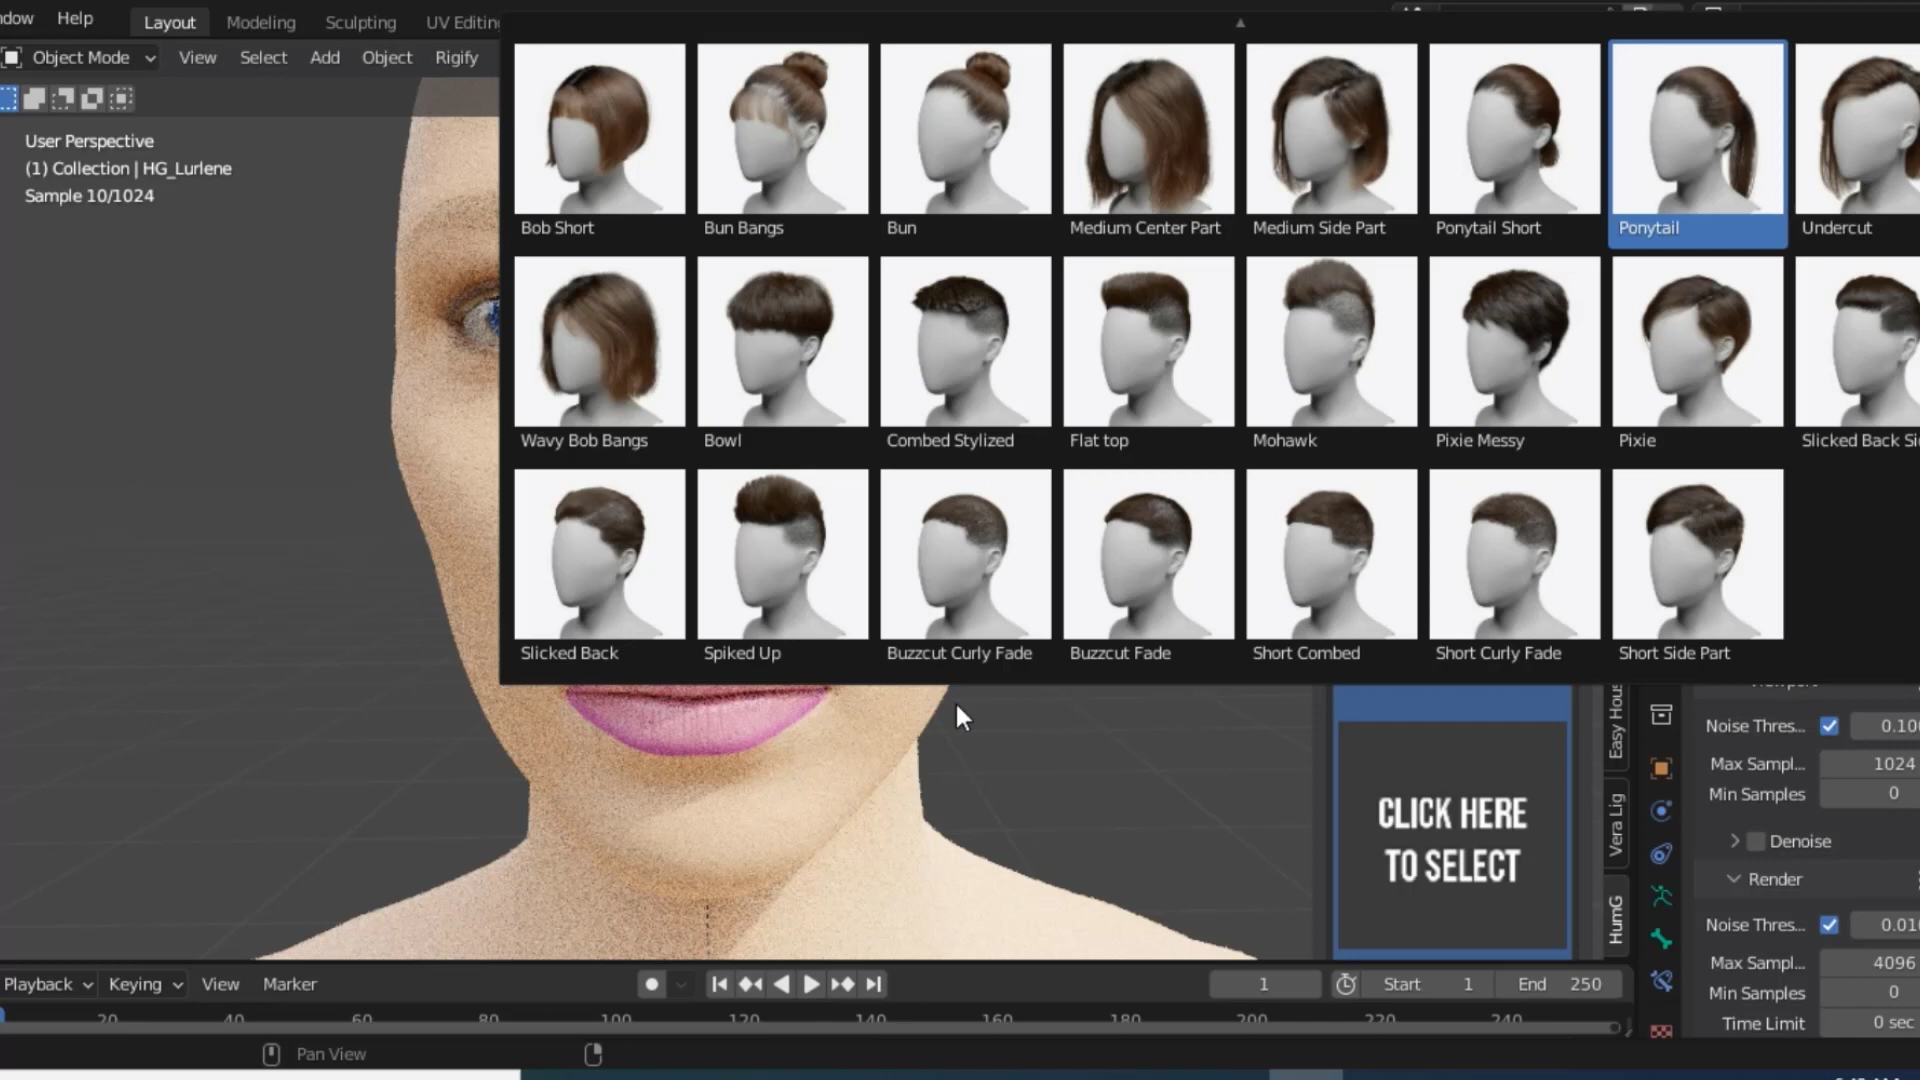 Help
Layout
Modeling
Sculpting
UV Editing
Object Mode
View
Select
Add
Object
Rigify
User Perspective
(1) Collection | HG_Lurlene
Sample 10/1024
Bob Short
Bun Bangs
Bun
Medium Center Part
Medium Side Part
Ponytail Short
Ponytail
Undercut
Wavy Bob Bangs
Bowl
Combed Stylized
Flat top
Mohawk
Pixie Messy
Pixie
Slicked Back Si
Slicked Back
Spiked Up
Buzzcut Curly Fade
Buzzcut Fade
Short Combed
Short Curly Fade
Short Side Part
CLICK HERE
TO SELECT
Easy Hous
Vera Lig
HumG
Noise Thres...
0.10
Max Sampl...
1024
Min Samples
0
Denoise
Render
Noise Thres...
0.01
Max Sampl...
4096
Min Samples
0
Time Limit
0 sec
Playback
Keying
View
Marker
1
Start
1
End
250
20
40
60
80
100
120
140
160
180
200
220
240
Pan View